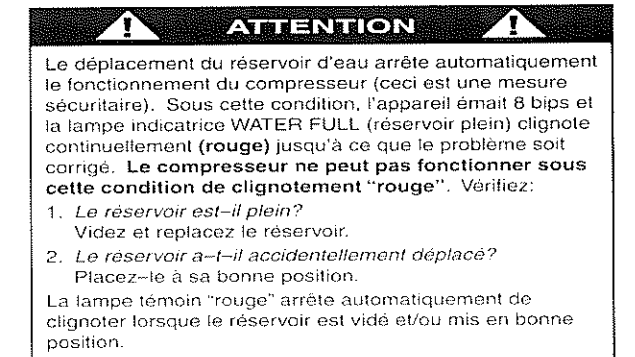 ATTENTION
Le déplacement du réservoir d'eau arrête automatiquement
le fonctionnement du compresseur (ceci est une mesure
sécuritaire). Sous cette condition, l'appareil émait 8 bips et
la lampe indicatrice WATER FULL (réservoir plein) clignote
continuellement (rouge) jusqu'à ce que le problème soit
corrigé. Le compresseur ne peut pas fonctionner sous
cette condition de clignotement "rouge". Vérifiez:
1. Le réservoir est-il plein?
Videz et replacez le réservoir.
2. Le réservoir a-t-il accidentellement déplacé?
Placez-le à sa bonne position.
La lampe témoin "rouge" arrête automatiquement de
clignoter lorsque le réservoir est vidé et/ou mis en bonne
position.